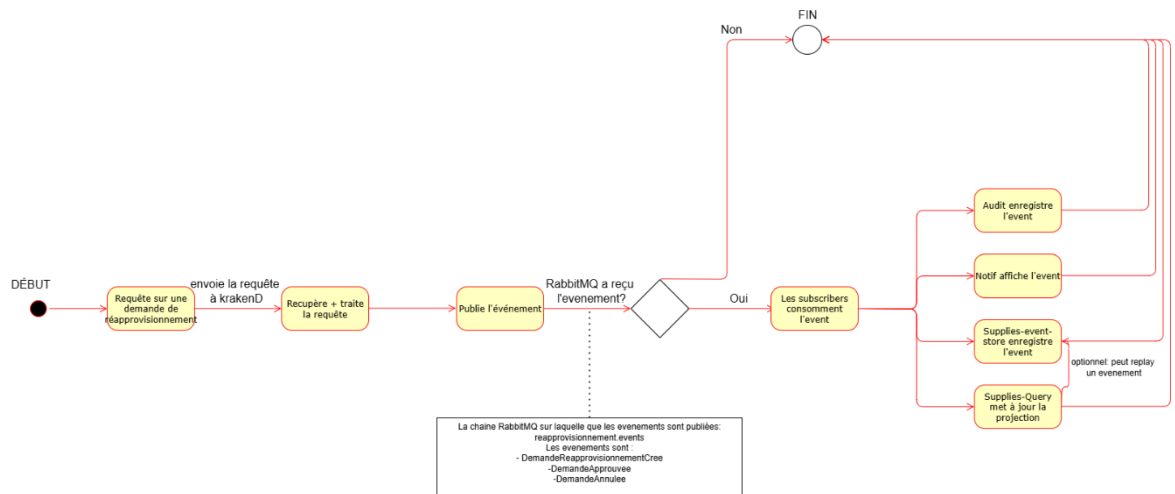 FIN
Non
DÉBUT
Requête sur une
demande de
réapprovisionnement
envoie la requête
à krakenD
Recupère + traite
la requête
Publie l'événement
RabbitMQ a reçu
l'evenement?
Oui
Les subscribers
consomment
l'event
Audit enregistre
l'event
Notif affiche l'event
Supplies-event-
store enregistre
l'event
optionnel: peut replay
un evenement
Supplies-Query
met à jour la
projection
La chaine RabbitMQ sur laquelle que les evenements sont publiées:
reapprovisionnement.events
Les evenements sont :
- DemandeReapprovisionnementCree
-DemandeApprouvee
-DemandeAnnulee